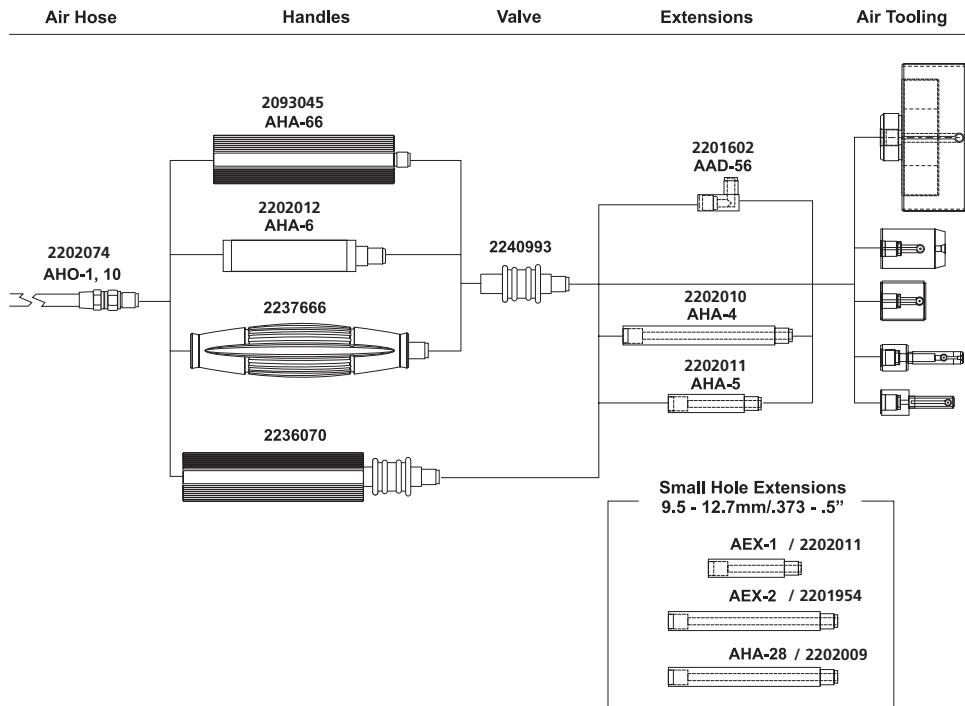 Air Hose
Handles
Valve
Extensions
Air Tooling
2093045
AHA-66
2202012
AHA-6
2202074
AHO-1, 10
2237666
2236070
2240993
2201602
AAD-56
2202010
AHA-4
2202011
AHA-5
Small Hole Extensions
9.5 - 12.7mm/.373 - .5”
AEX-1 / 2202011
AEX-2 / 2201954
AHA-28 / 2202009